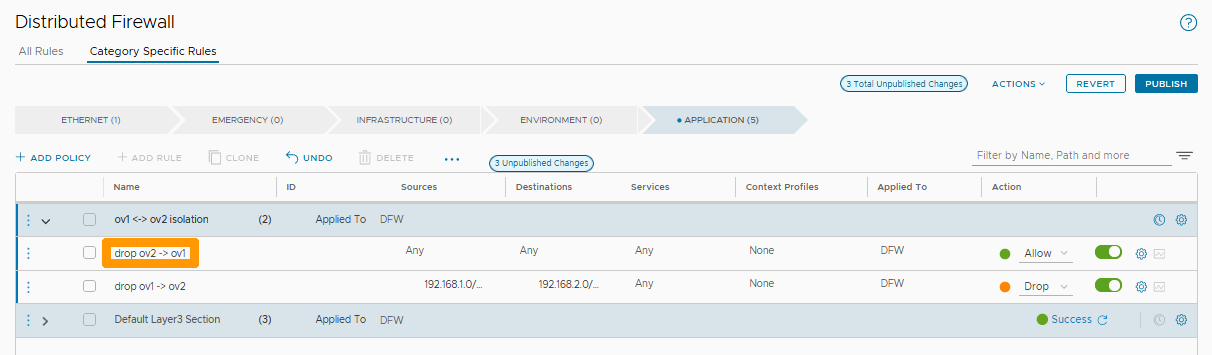 Distributed Firewall
All Rules Category Specific Rules
3 Total Unpublished Changes ACTIONS REVERT PUBLISH
ETHERNET (1) EMERGENCY (0) INFRASTRUCTURE (0) ENVIRONMENT (0) APPLICATION (5)
+ ADD POLICY + ADD RULE CLONE UNDO DELETE ... 3 Unpublished Changes Filter by Name, Path and more
Name ID Sources Destinations Services Context Profiles Applied To Action
ov1 <-> ov2 isolation (2) Applied To DFW
drop ov2 -> ov1 Any Any Any None DFW Allow
drop ov1 -> ov2 192.168.1.0/... 192.168.2.0/... Any None DFW Drop
Default Layer3 Section (3) Applied To DFW Success